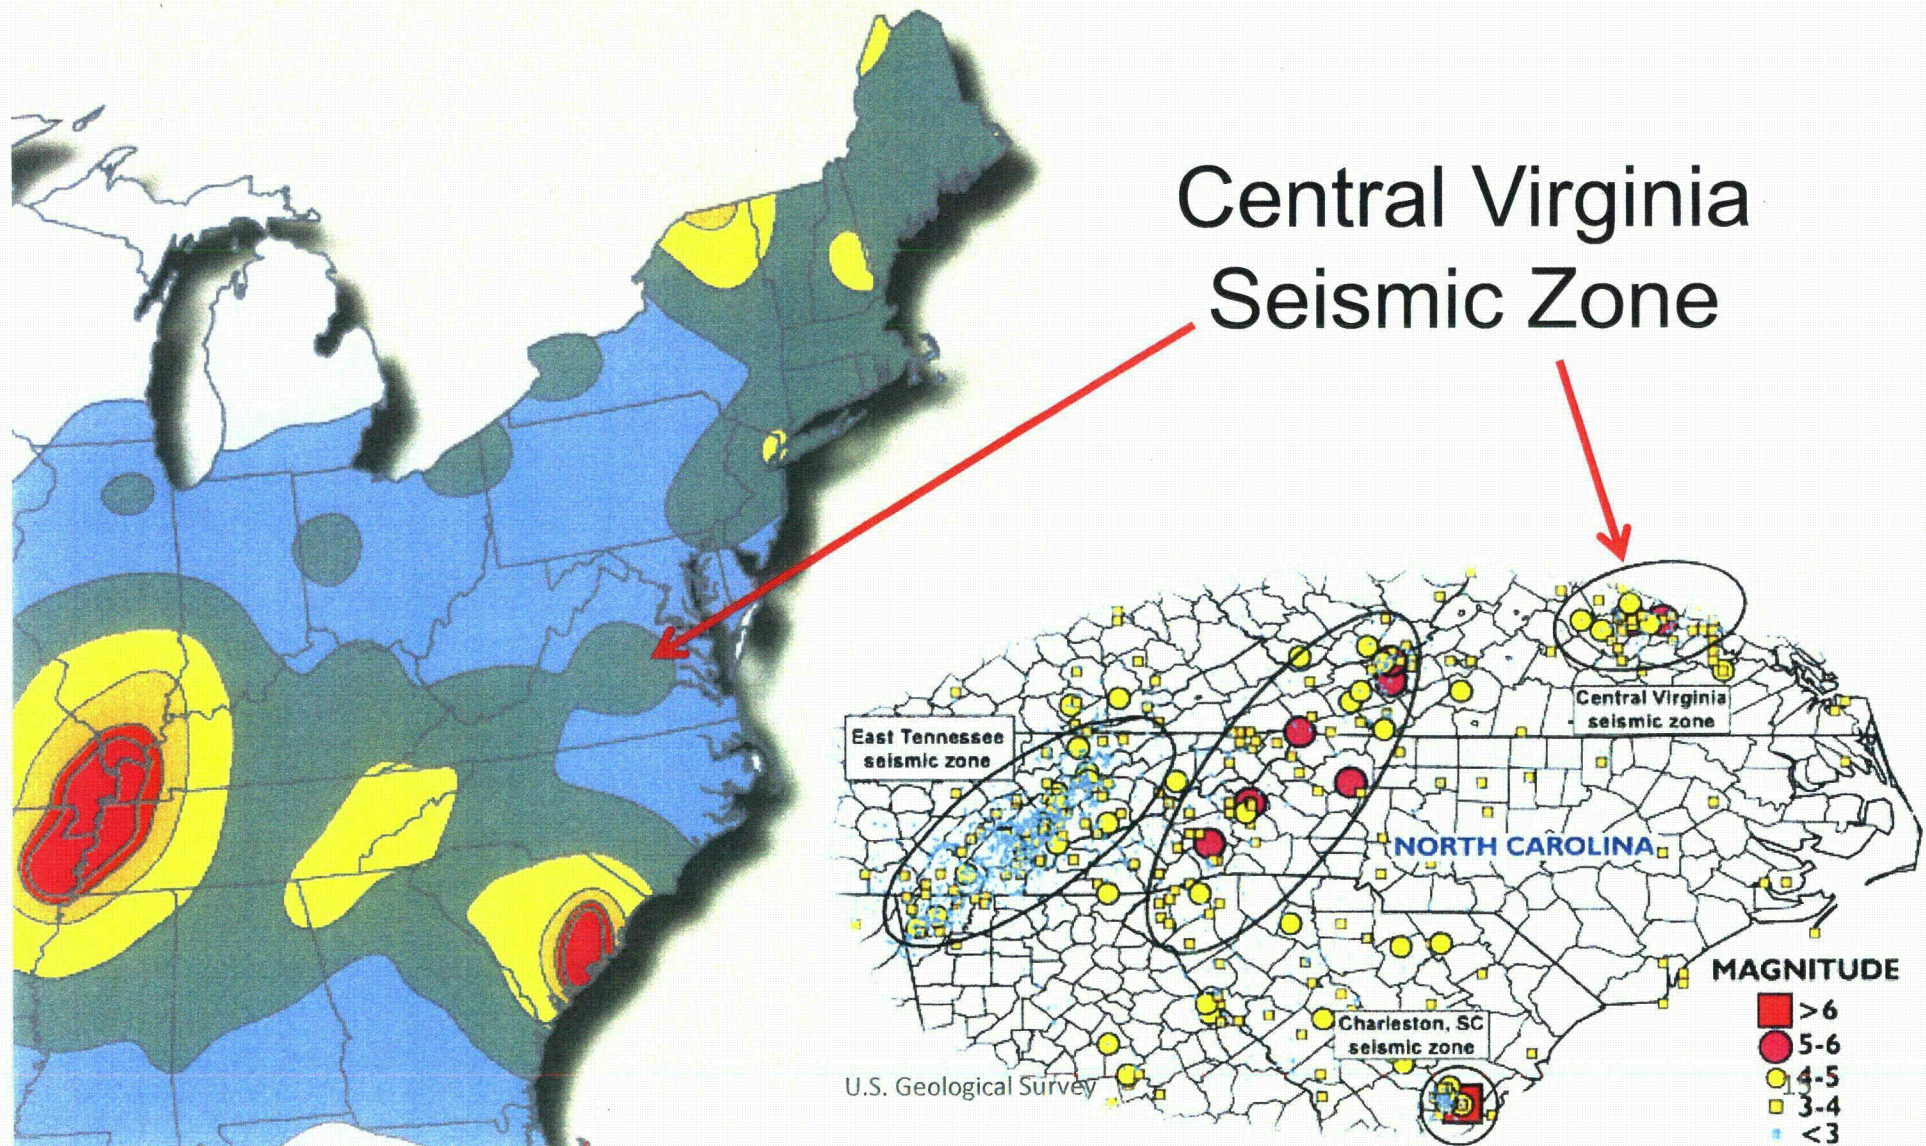 Central Virginia
Seismic Zone
Central Virginia
seismic zone
East Tennessee
seismic zone
NORTH CAROLINA
Charleston, SC
seismic zone
MAGNITUDE
>6
5-6
4-5
3-4
<3
U.S. Geological Survey